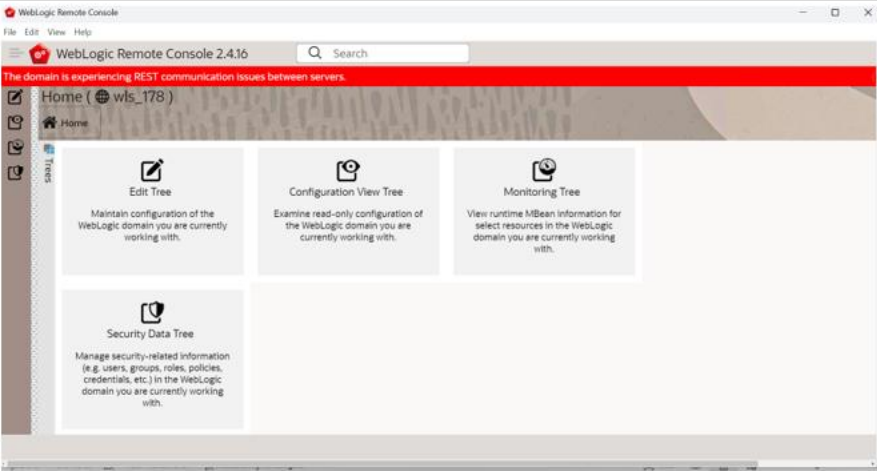 WebLogic Remote Console
File Edit View Help
WebLogic Remote Console 2.4.16
Search
The domain is experiencing REST communication issues between servers.
Home ( wls_178 )
Home
Trees
Edit Tree
Maintain configuration of the
WebLogic domain you are currently
working with.
Configuration View Tree
Examine read-only configuration of
the WebLogic domain you are
currently working with.
Monitoring Tree
View runtime MBean information for
select resources in the WebLogic
domain you are currently working
with.
Security Data Tree
Manage security-related information
(e.g. users, groups, roles, policies,
credentials, etc.) in the WebLogic
domain you are currently working
with.